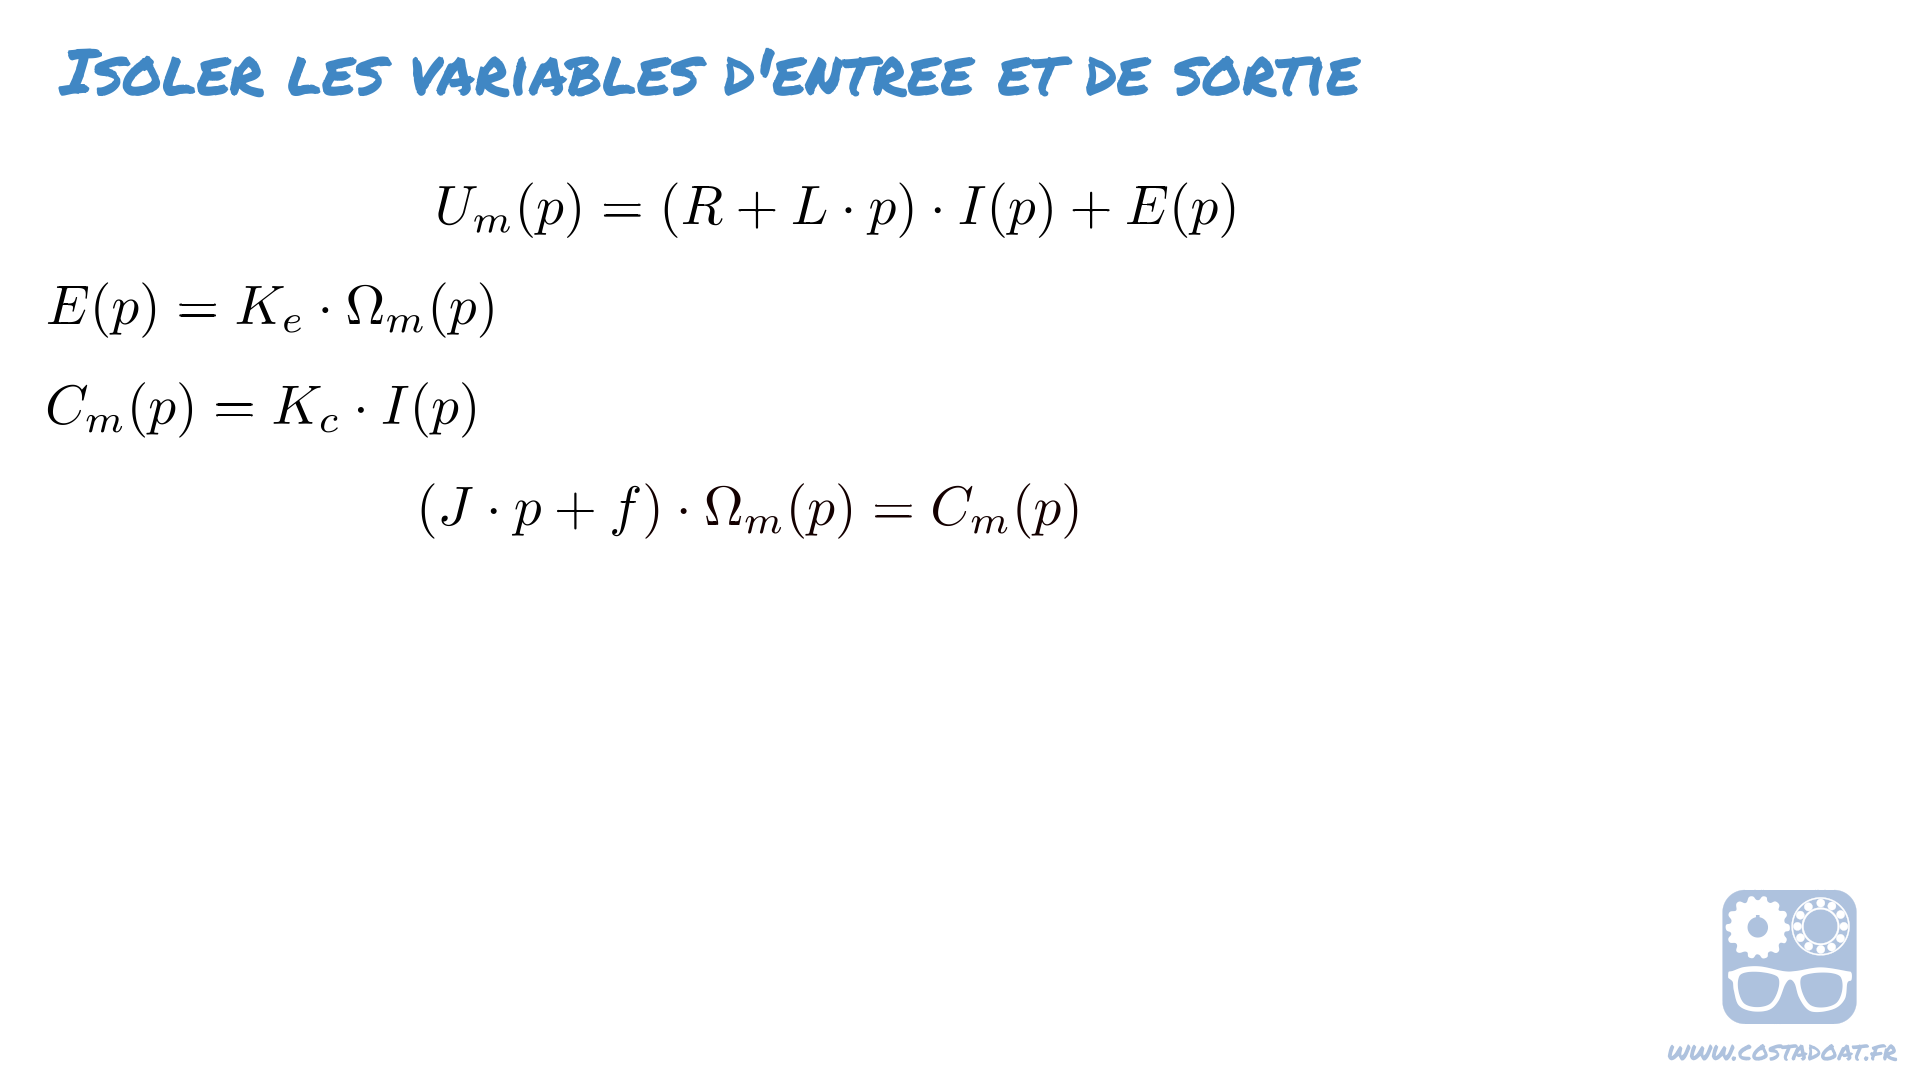 Isoler les variables d'entree et de sortie
U_m(p) = (R + L · p) · I(p) + E(p)
E(p) = K_e · Ω_m(p)
C_m(p) = K_c · I(p)
(J · p + f) · Ω_m(p) = C_m(p)
www.costadoat.fr